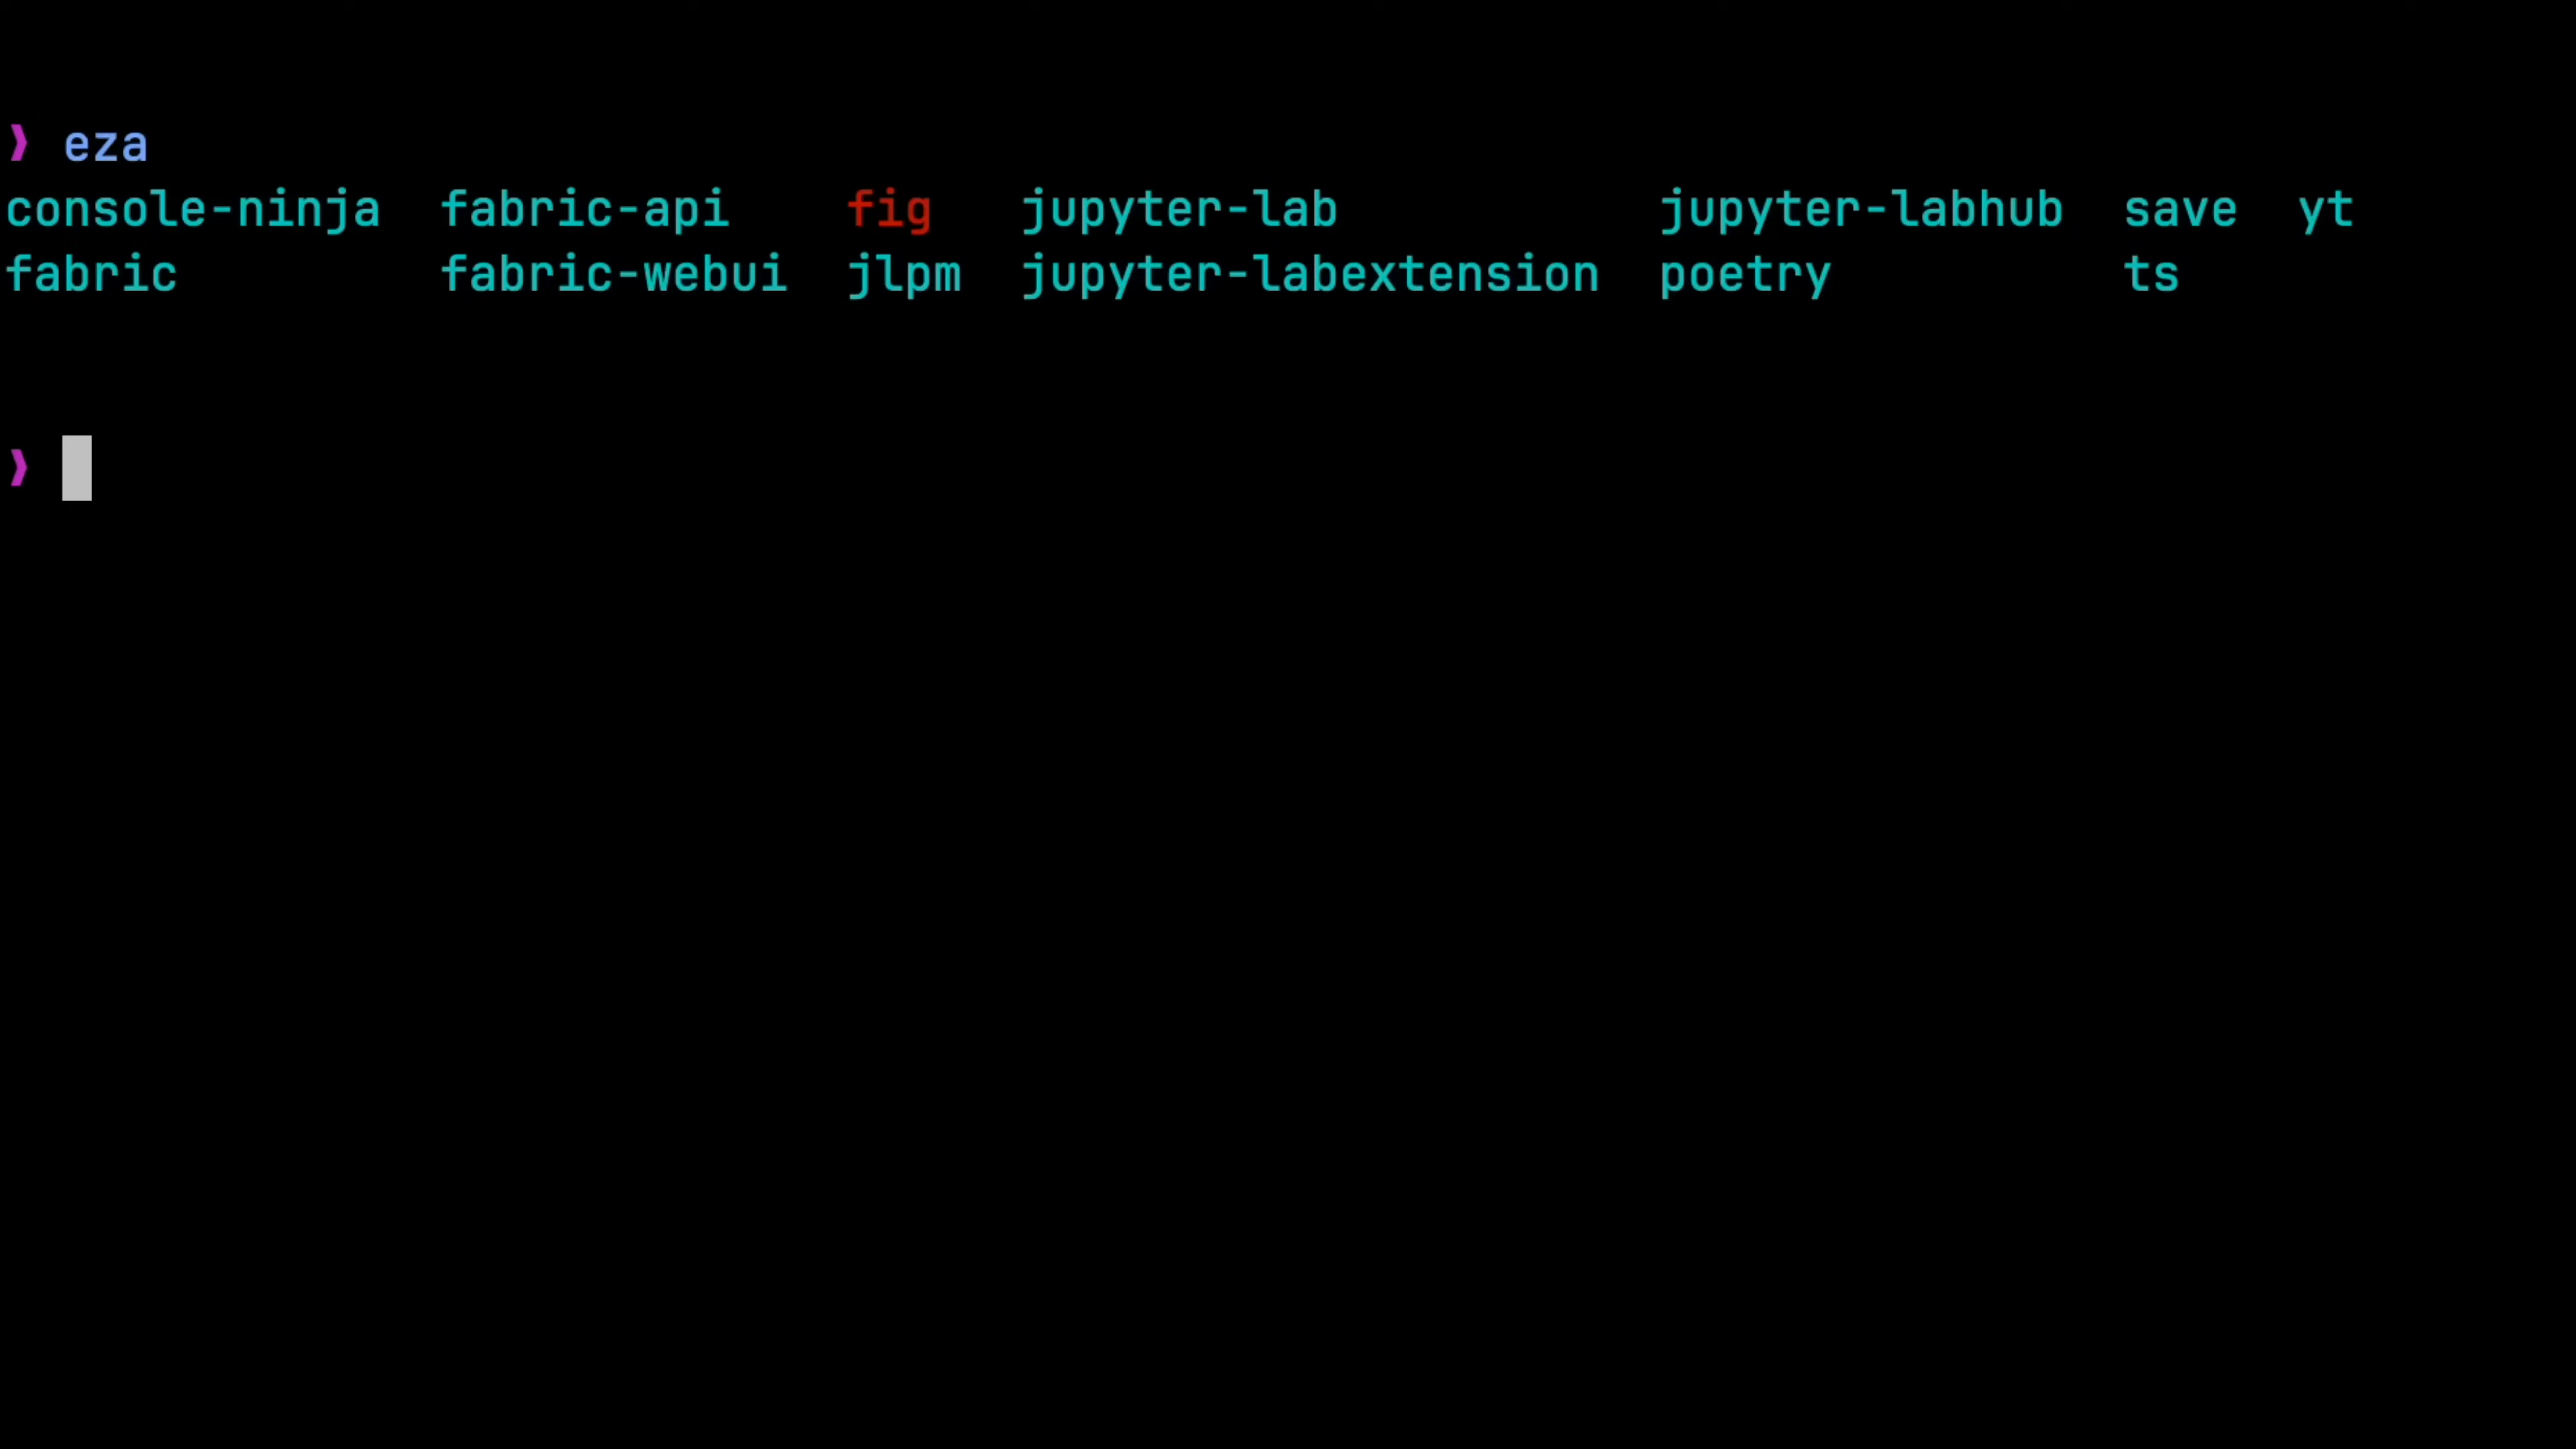 ❯ eza
console-ninja  fabric-api    fig   jupyter-lab           jupyter-labhub  save  yt
fabric         fabric-webui  jlpm  jupyter-labextension  poetry          ts
❯